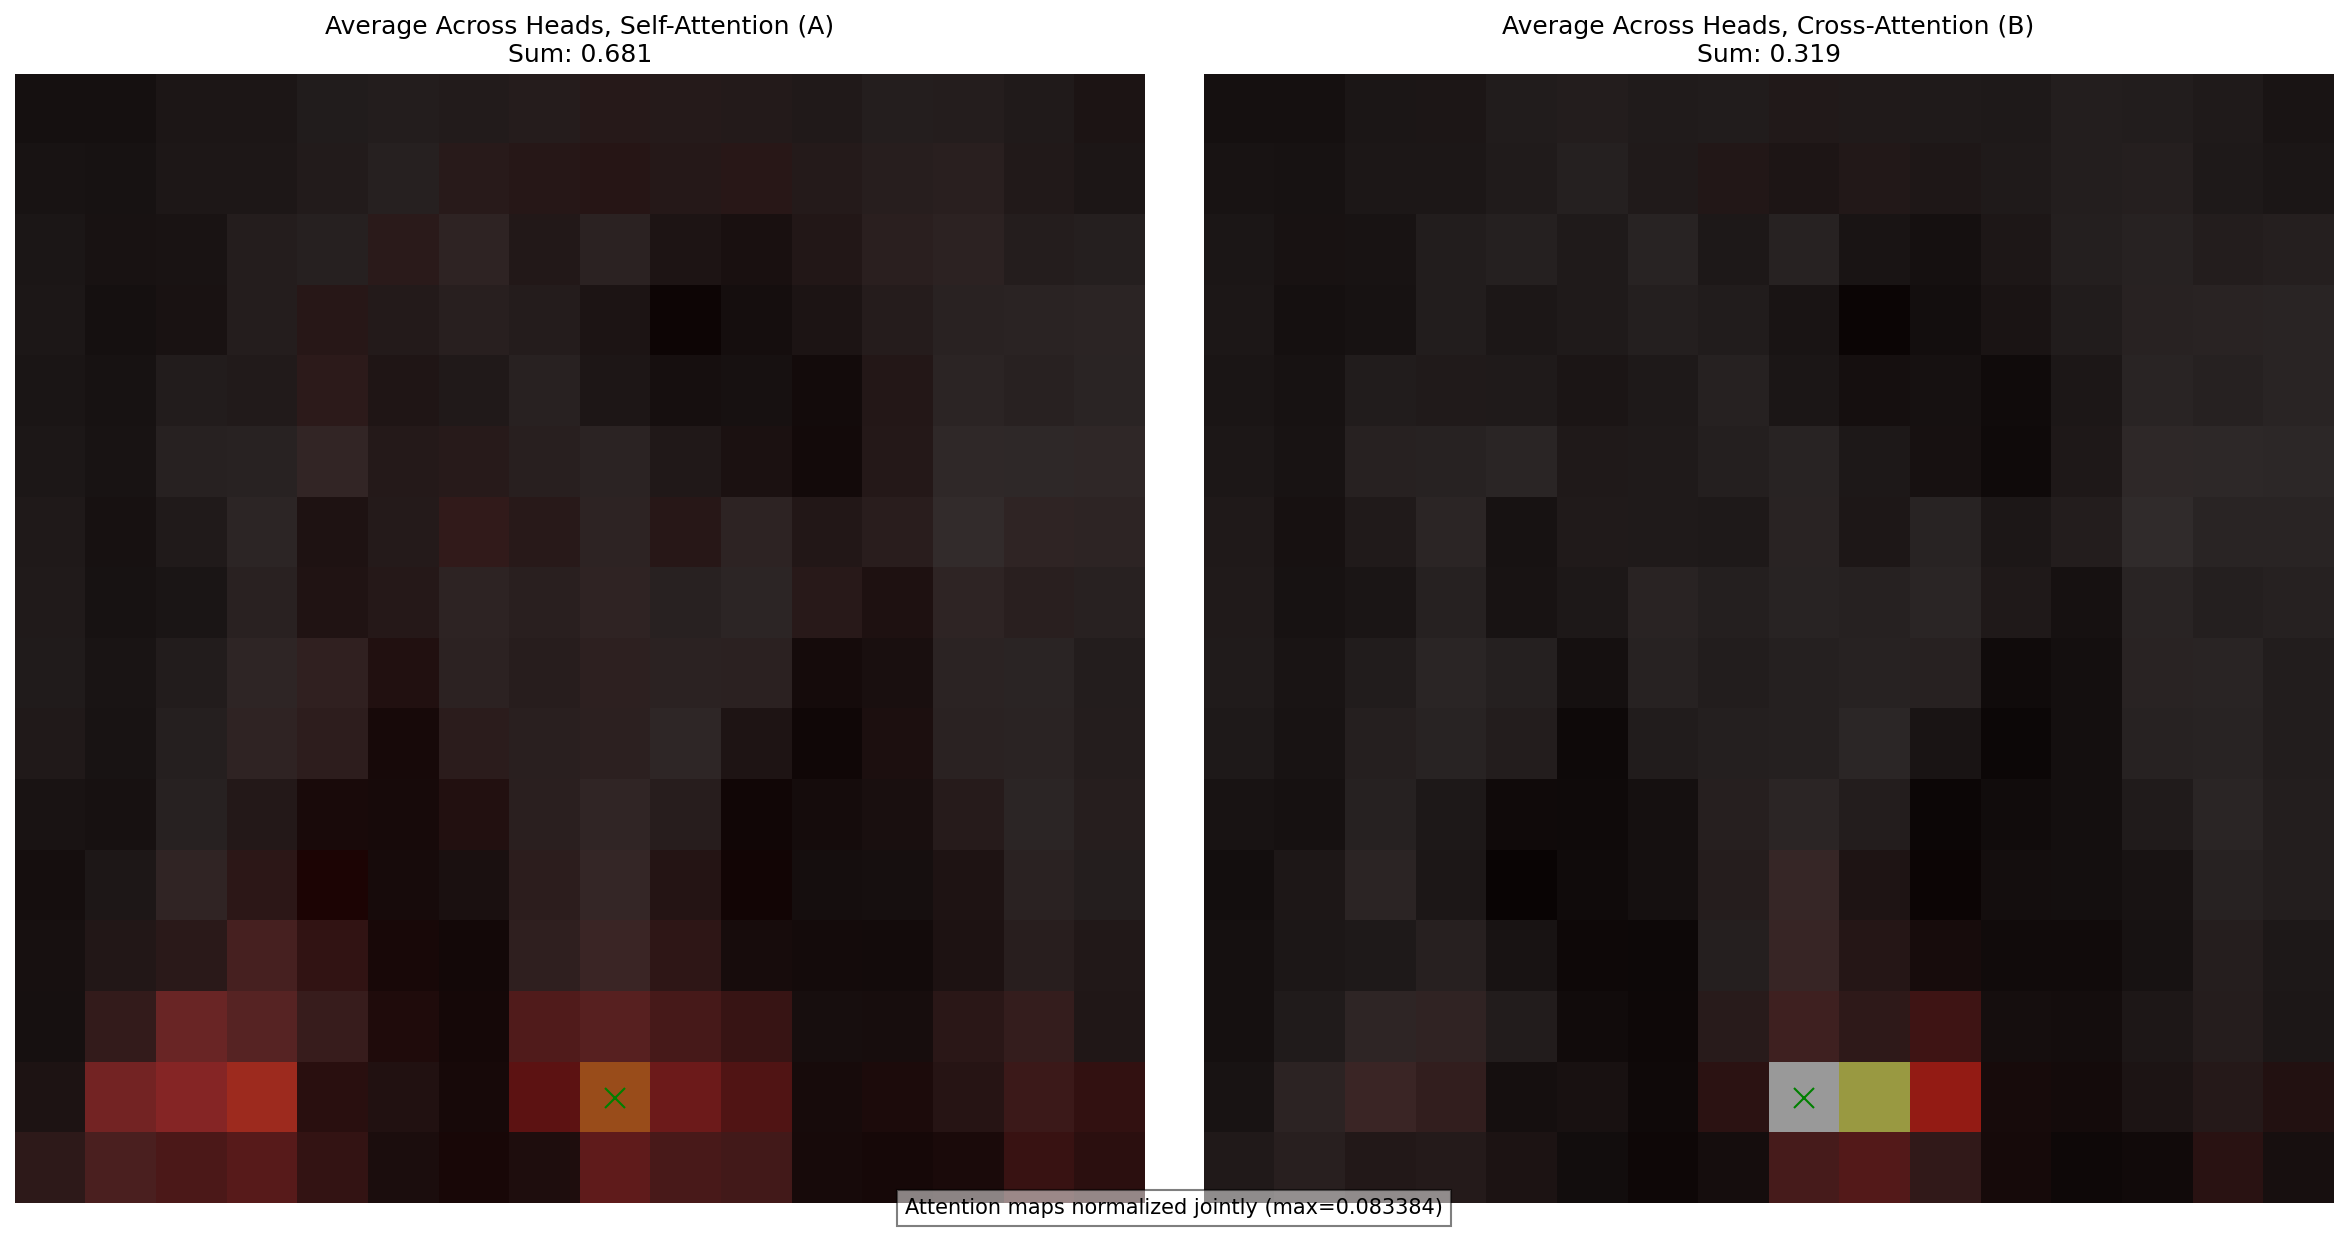 Average Across Heads, Self-Attention (A)
Sum: 0.681
Average Across Heads, Cross-Attention (B)
Sum: 0.319
Attention maps normalized jointly (max=0.083384)